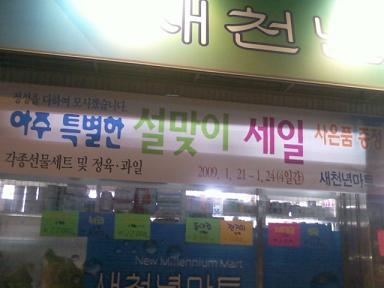 새천년
정성을 다하여 모시겠습니다.
아주 특별한 설맞이 세일 사은품 증정
각종선물세트 및 정육·과일 2009. 1, 21 ~ 1, 24 (4일간) 새천년마트
New Millennium Mart
새천년마트